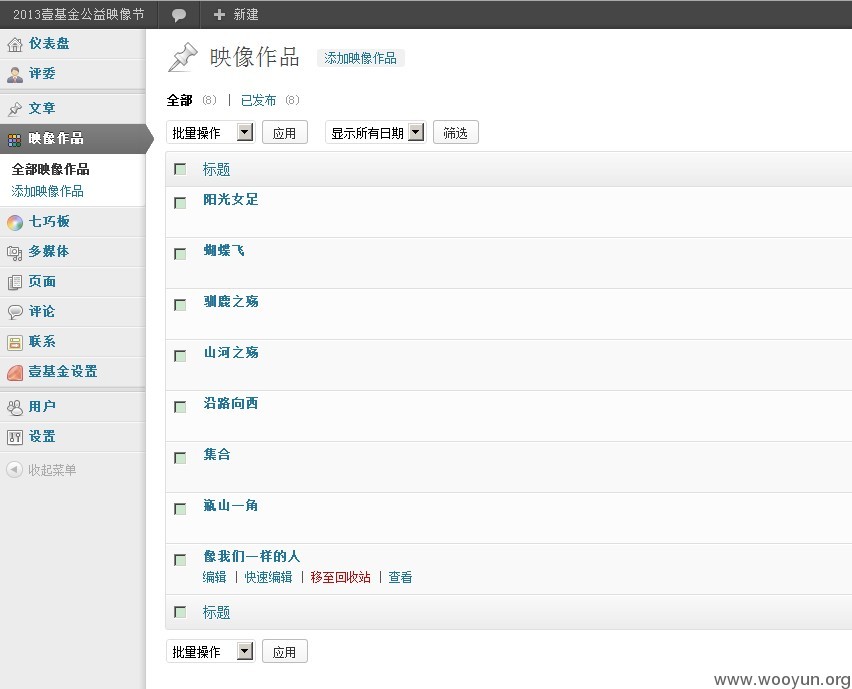 2013壹基金公益映像节 新建
仪表盘
评委
文章
映像作品
全部映像作品
添加映像作品
七巧板
多媒体
页面
评论
联系
壹基金设置
用户
设置
收起菜单
映像作品 添加映像作品
全部 (8) | 已发布 (8)
批量操作 应用 显示所有日期 筛选
标题
阳光女足
蝴蝶飞
驯鹿之殇
山河之殇
沿路向西
集合
瓶山一角
像我们一样的人
编辑 | 快速编辑 | 移至回收站 | 查看
标题
批量操作 应用
www.wooyun.org